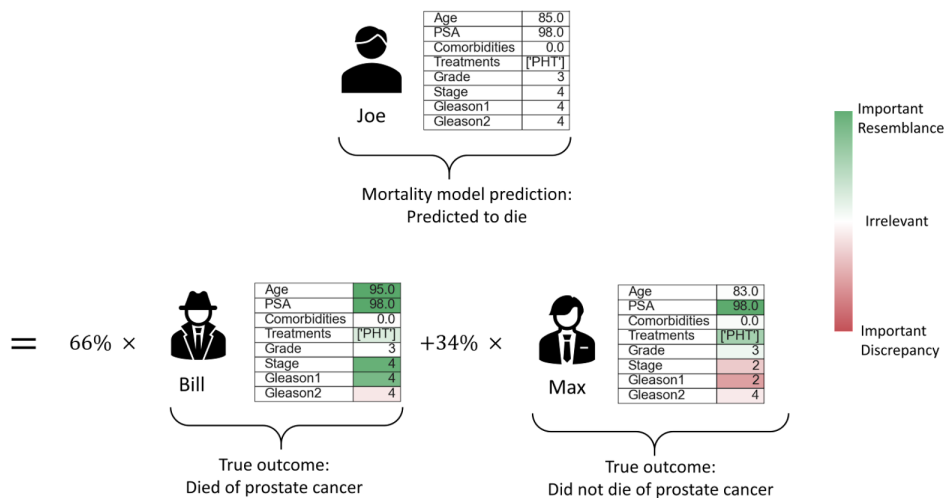 Age 85.0
PSA 98.0
Comorbidities 0.0
Treatments ['PHT']
Grade 3
Stage 4
Gleason1 4
Gleason2 4
Joe
Mortality model prediction:
Predicted to die
Important
Resemblance
Irrelevant
Important
Discrepancy
= 66% ×
Bill
Age 95.0
PSA 98.0
Comorbidities 0.0
Treatments ['PHT']
Grade 3
Stage 4
Gleason1 4
Gleason2 4
True outcome:
Died of prostate cancer
+34% ×
Max
Age 83.0
PSA 98.0
Comorbidities 0.0
Treatments ['PHT']
Grade 3
Stage 2
Gleason1 2
Gleason2 4
True outcome:
Did not die of prostate cancer